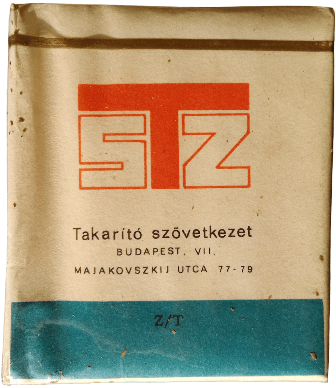 STZ
Takarító szövetkezet
BUDAPEST, VII.
MAJAKOVSZKIJ UTCA 77-79
Z/T